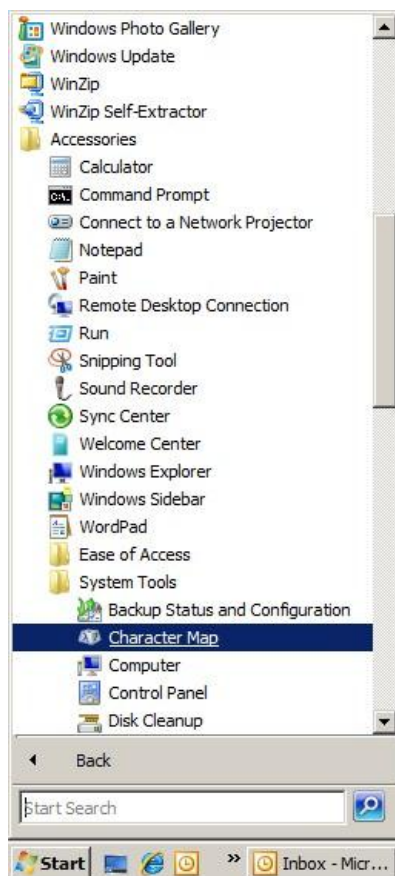 Windows Photo Gallery
Windows Update
WinZip
WinZip Self-Extractor
Accessories
Calculator
Command Prompt
Connect to a Network Projector
Notepad
Paint
Remote Desktop Connection
Run
Snipping Tool
Sound Recorder
Sync Center
Welcome Center
Windows Explorer
Windows Sidebar
WordPad
Ease of Access
System Tools
Backup Status and Configuration
Character Map
Computer
Control Panel
Disk Cleanup
Back
Start Search
Start » Inbox - Micr...